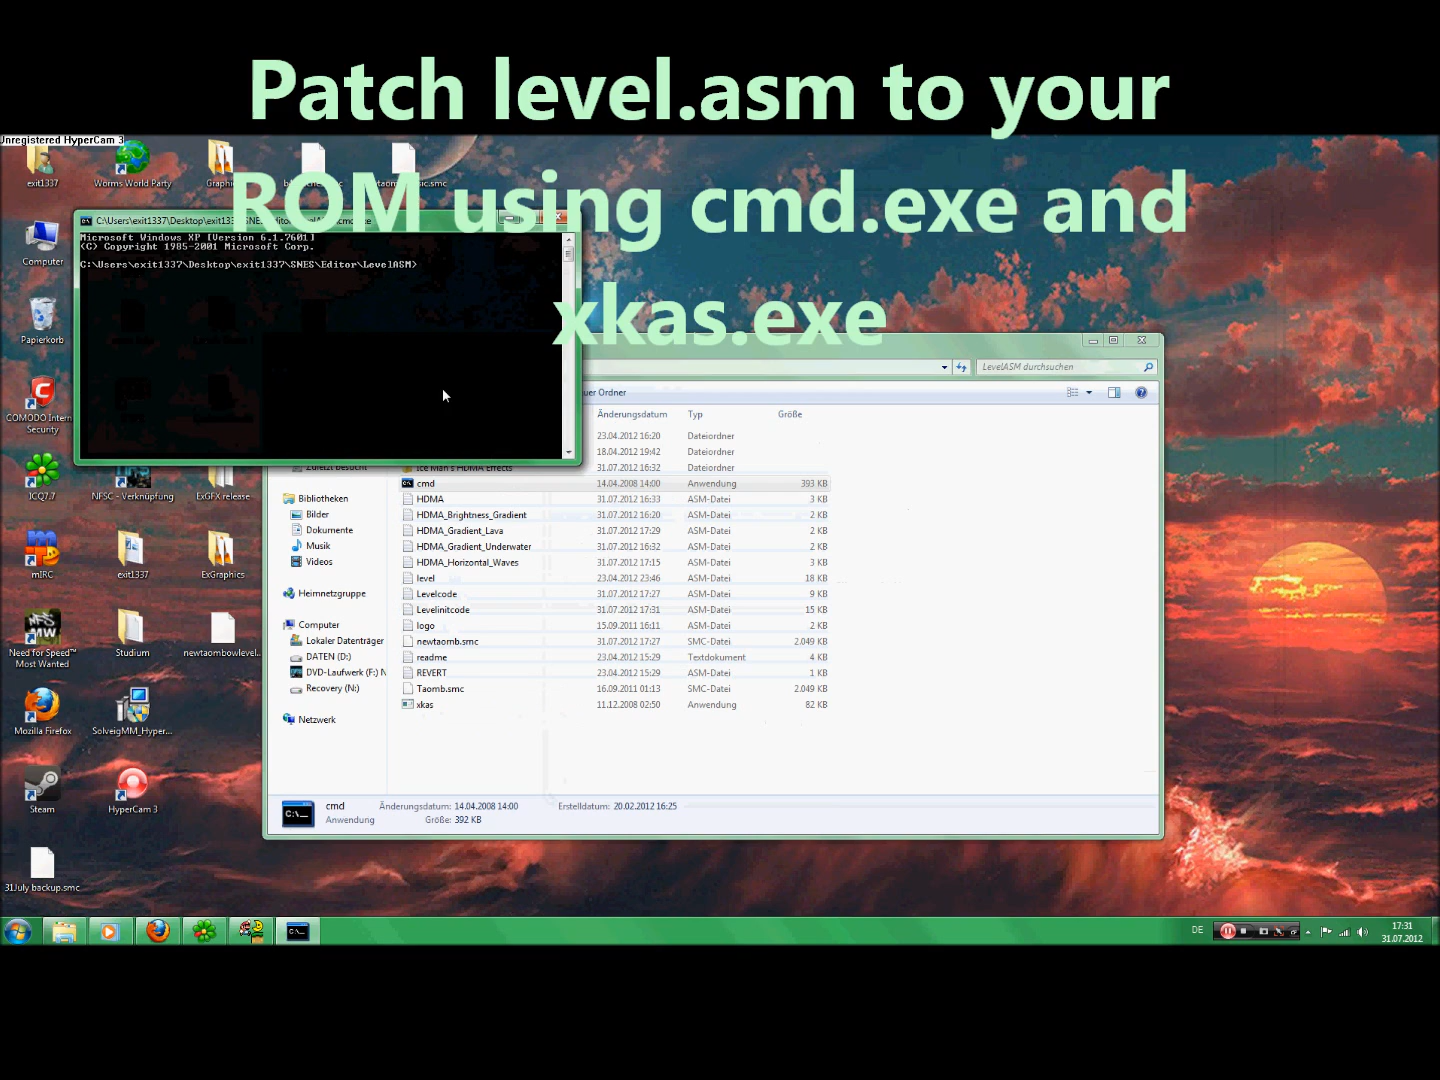 Patch level.asm to your
ROM using cmd.exe and
xkas.exe
Unregistered HyperCam 3
exit1337
Worms World Party
Computer
Papierkorb
COMODO Intern
Security
ICQ7.7
NFSC - Verknüpfung
ExGFX release
mIRC
exit1337
ExGraphics
Need for Speed™
Most Wanted
Studium
newtaombowlevel...
Mozilla Firefox
SolveigMM_Hyper...
Steam
HyperCam 3
31July backup.smc
Microsoft Windows XP [Version 6.1.7601]
(C) Copyright 1985-2001 Microsoft Corp.
C:\Users\exit1337\Desktop\exit1337\SNES\Editor\LevelASM>
LevelASM durchsuchen
uer Ordner
Änderungsdatum Typ Größe
23.04.2012 16:20 Dateiordner
18.04.2012 19:42 Dateiordner
Zuletzt besucht
Ice Man's HDMA Effects 31.07.2012 16:32 Dateiordner
cmd 14.04.2008 14:00 Anwendung 393 KB
HDMA 31.07.2012 16:33 ASM-Datei 3 KB
HDMA_Brightness_Gradient 31.07.2012 16:20 ASM-Datei 2 KB
HDMA_Gradient_Lava 31.07.2012 17:29 ASM-Datei 2 KB
HDMA_Gradient_Underwater 31.07.2012 16:32 ASM-Datei 2 KB
HDMA_Horizontal_Waves 31.07.2012 17:15 ASM-Datei 3 KB
level 23.04.2012 23:46 ASM-Datei 18 KB
Levelcode 31.07.2012 17:27 ASM-Datei 9 KB
Levelinitcode 31.07.2012 17:31 ASM-Datei 15 KB
logo 15.09.2011 16:11 ASM-Datei 2 KB
newtaomb.smc 31.07.2012 17:27 SMC-Datei 2.049 KB
readme 23.04.2012 15:29 Textdokument 4 KB
REVERT 23.04.2012 15:29 ASM-Datei 1 KB
Taomb.smc 16.09.2011 01:13 SMC-Datei 2.049 KB
xkas 11.12.2008 02:50 Anwendung 82 KB
Bibliotheken
Bilder
Dokumente
Musik
Videos
Heimnetzgruppe
Computer
Lokaler Datenträger
DATEN (D:)
DVD-Laufwerk (F:) N
Recovery (N:)
Netzwerk
cmd Änderungsdatum: 14.04.2008 14:00 Erstelldatum: 20.02.2012 16:25
Anwendung Größe: 392 KB
DE
17:31
31.07.2012